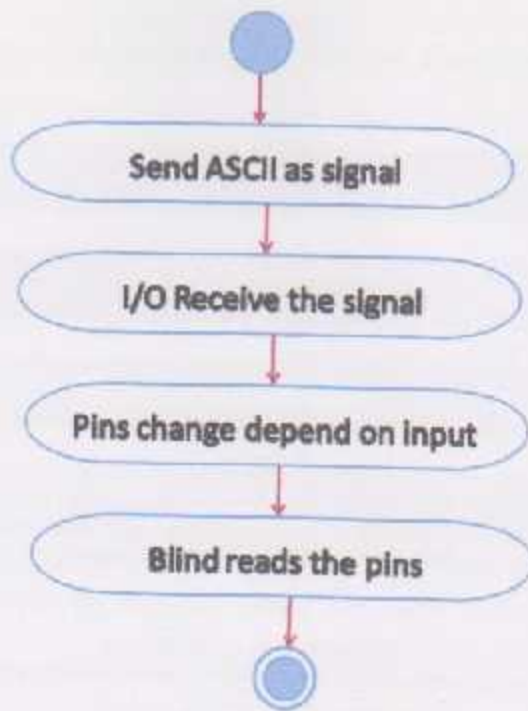 Send ASCII as signal
I/O Receive the signal
Pins change depend on input
Blind reads the pins